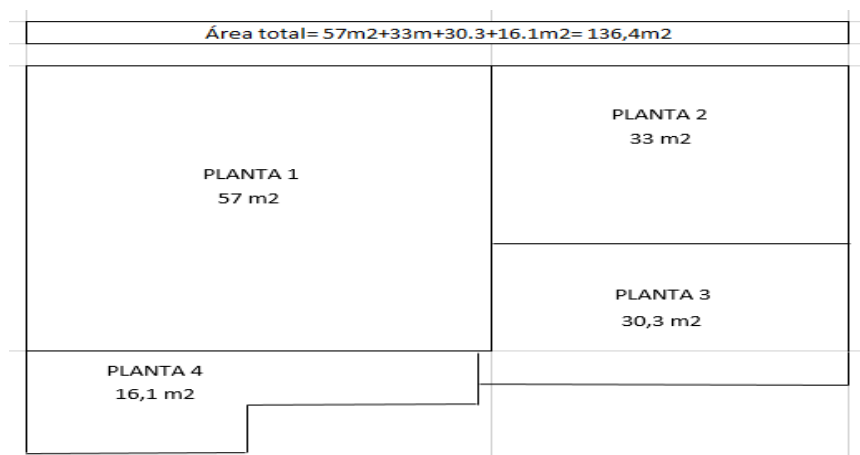 Área total= 57m2+33m+30.3+16.1m2= 136,4m2
PLANTA 1
57 m2
PLANTA 2
33 m2
PLANTA 3
30,3 m2
PLANTA 4
16,1 m2